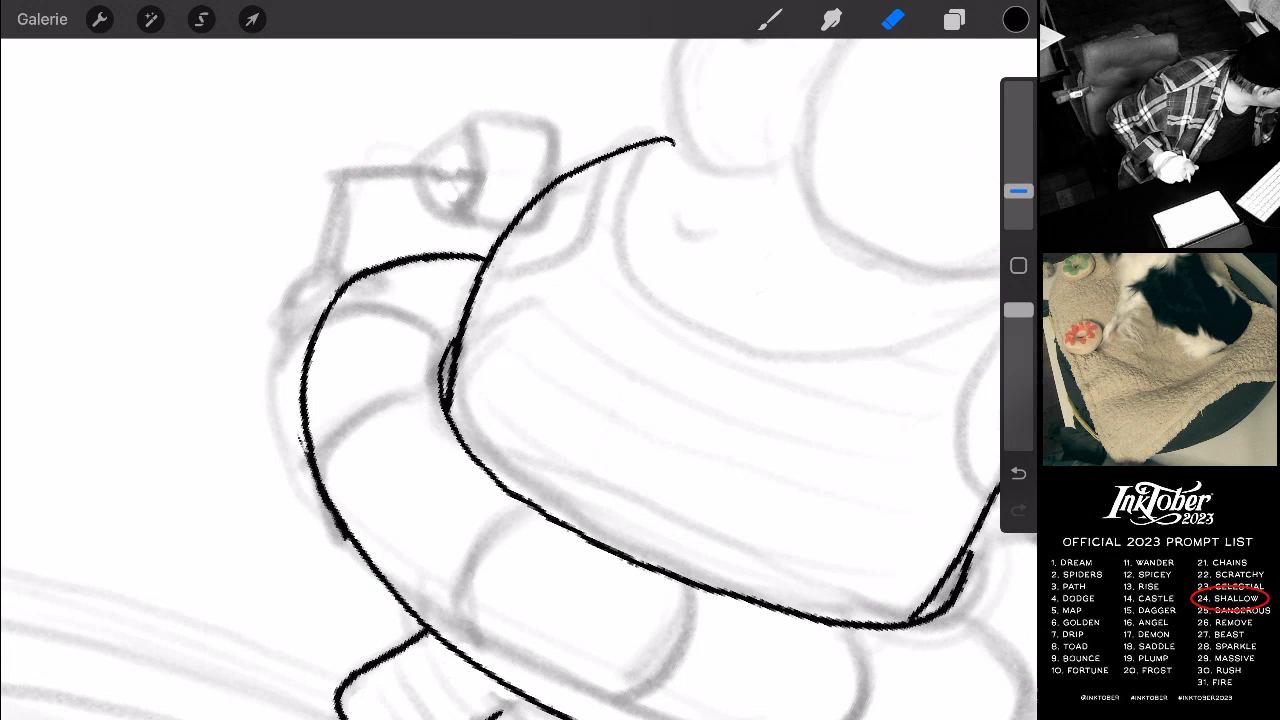 Galerie
INKTOBER
2023
OFFICIAL 2023 PROMPT LIST
1. DREAM
2. SPIDERS
3. PATH
4. DODGE
5. MAP
6. GOLDEN
7. DRIP
8. TOAD
9. BOUNCE
10. FORTUNE
11. WANDER
12. SPICEY
13. RISE
14. CASTLE
15. DAGGER
16. ANGEL
17. DEMON
18. SADDLE
19. PLUMP
20. FROST
21. CHAINS
22. SCRATCHY
23. CELESTIAL
24. SHALLOW
25. DANGEROUS
26. REMOVE
27. BEAST
28. SPARKLE
29. MASSIVE
30. RUSH
31. FIRE
@INKTOBER #INKTOBER #INKTOBER2023